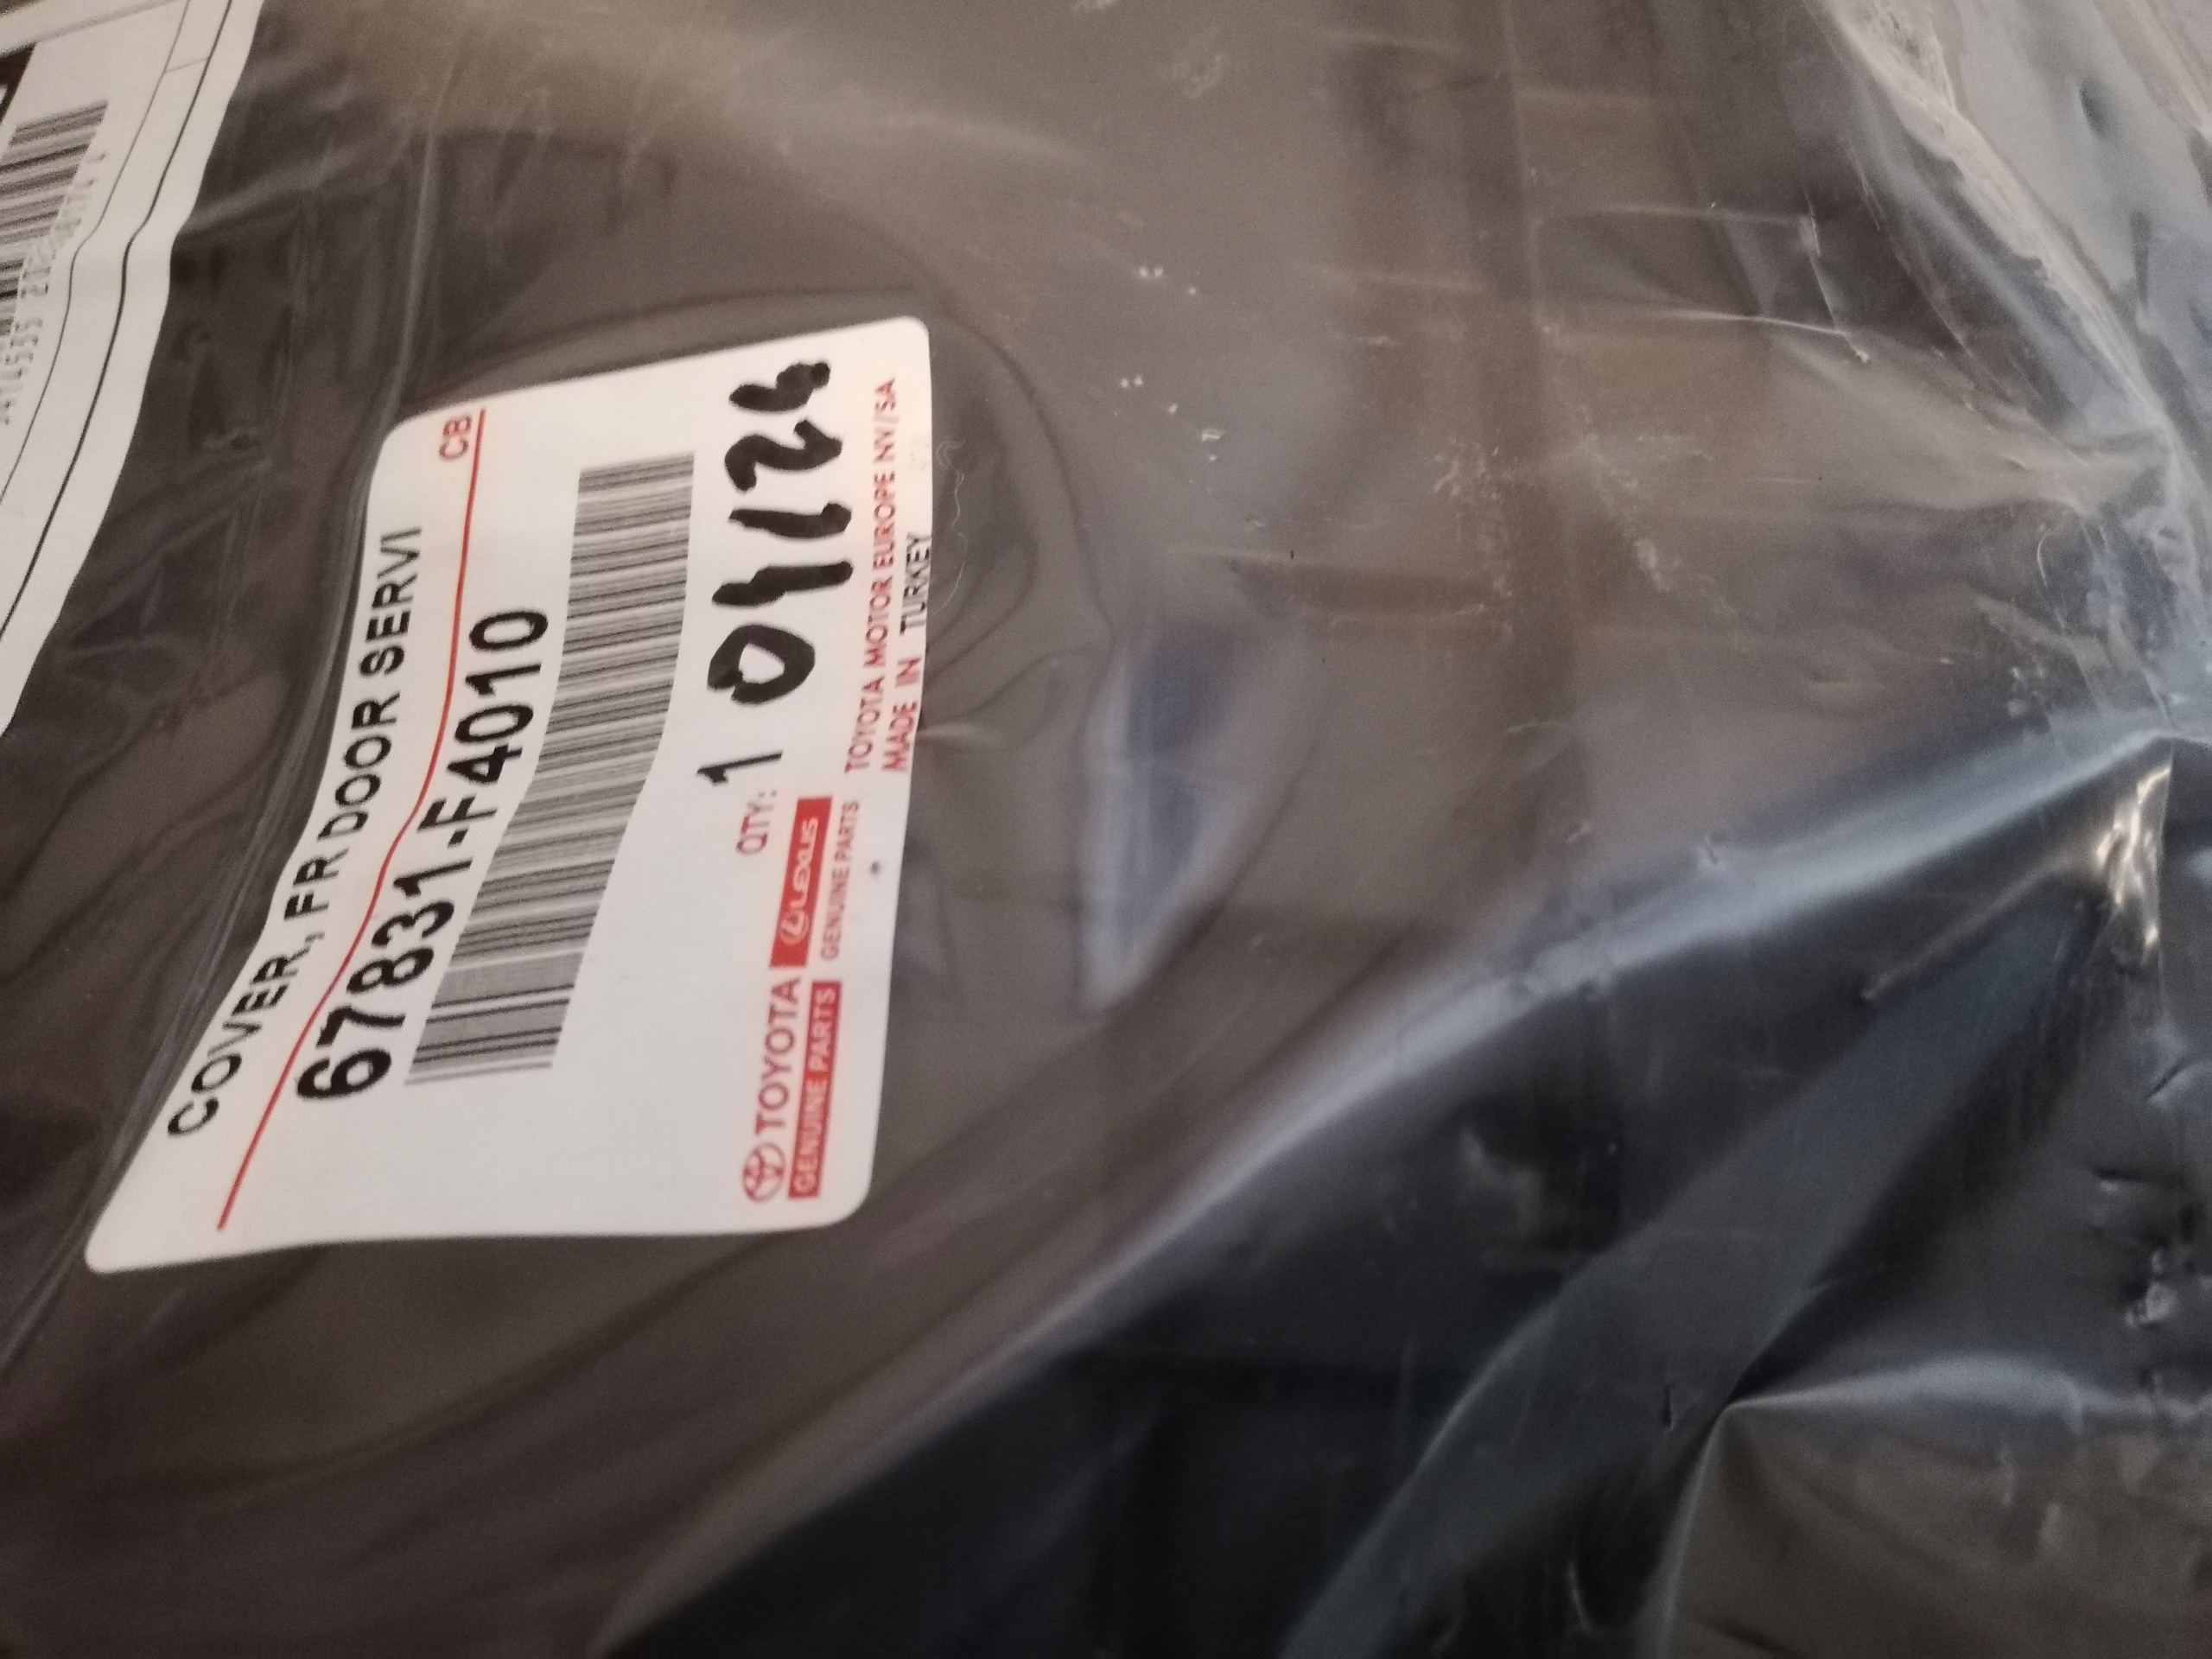 CB
COVER, FR DOOR SERVI
67831-F4010
QTY: 1
TOYOTA LEXUS TOYOTA MOTOR EUROPE NV/SA
GENUINE PARTS GENUINE PARTS MADE IN TURKEY